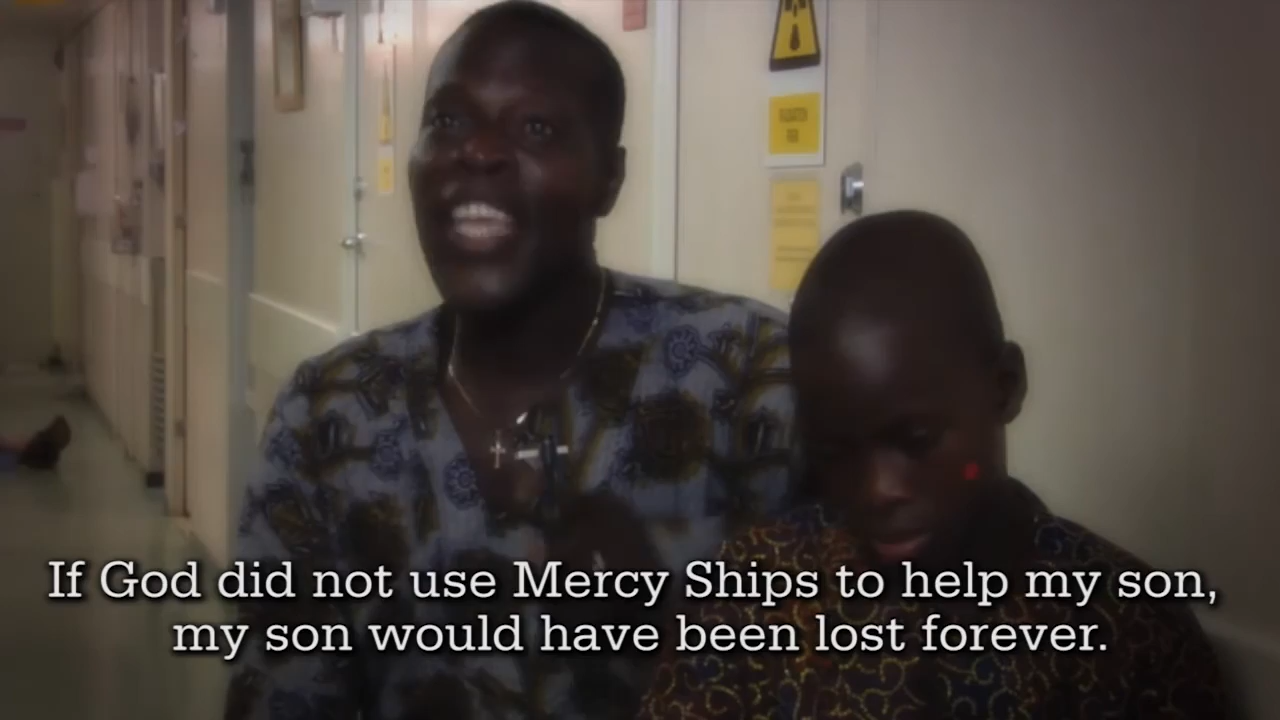 If God did not use Mercy Ships to help my son,
my son would have been lost forever.